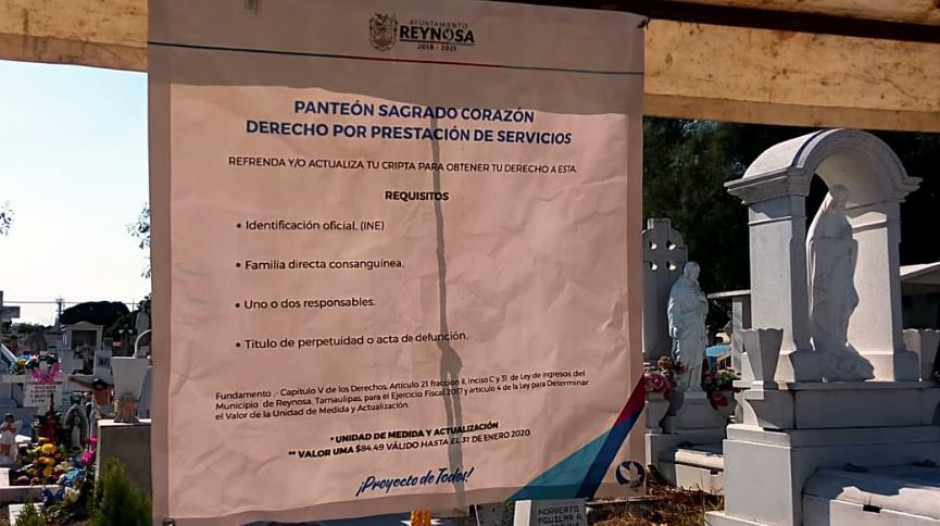 AYUNTAMIENTO
REYNOSA
2018 - 2021
PANTEÓN SAGRADO CORAZÓN
DERECHO POR PRESTACIÓN DE SERVICIOS
REFRENDA Y/O ACTUALIZA TU CRIPTA PARA OBTENER TU DERECHO A ESTA.
REQUISITOS
• Identificación oficial. (INE)
• Familia directa consanguínea.
• Uno o dos responsables.
• Título de perpetuidad o acta de defunción.
Fundamento .- Capítulo V de los Derechos. Artículo 21 fracción II, inciso C y 31 de Ley de Ingresos del
Municipio de Reynosa, Tamaulipas, para el Ejercicio Fiscal 2017 y artículo 4 de la Ley para Determinar
el Valor de la Unidad de Medida y Actualización.
* UNIDAD DE MEDIDA Y ACTUALIZACIÓN
** VALOR UMA $84.49 VÁLIDO HASTA EL 31 DE ENERO 2020
¡Proyecto de Todos!
NORBERTO
AGUILAR A